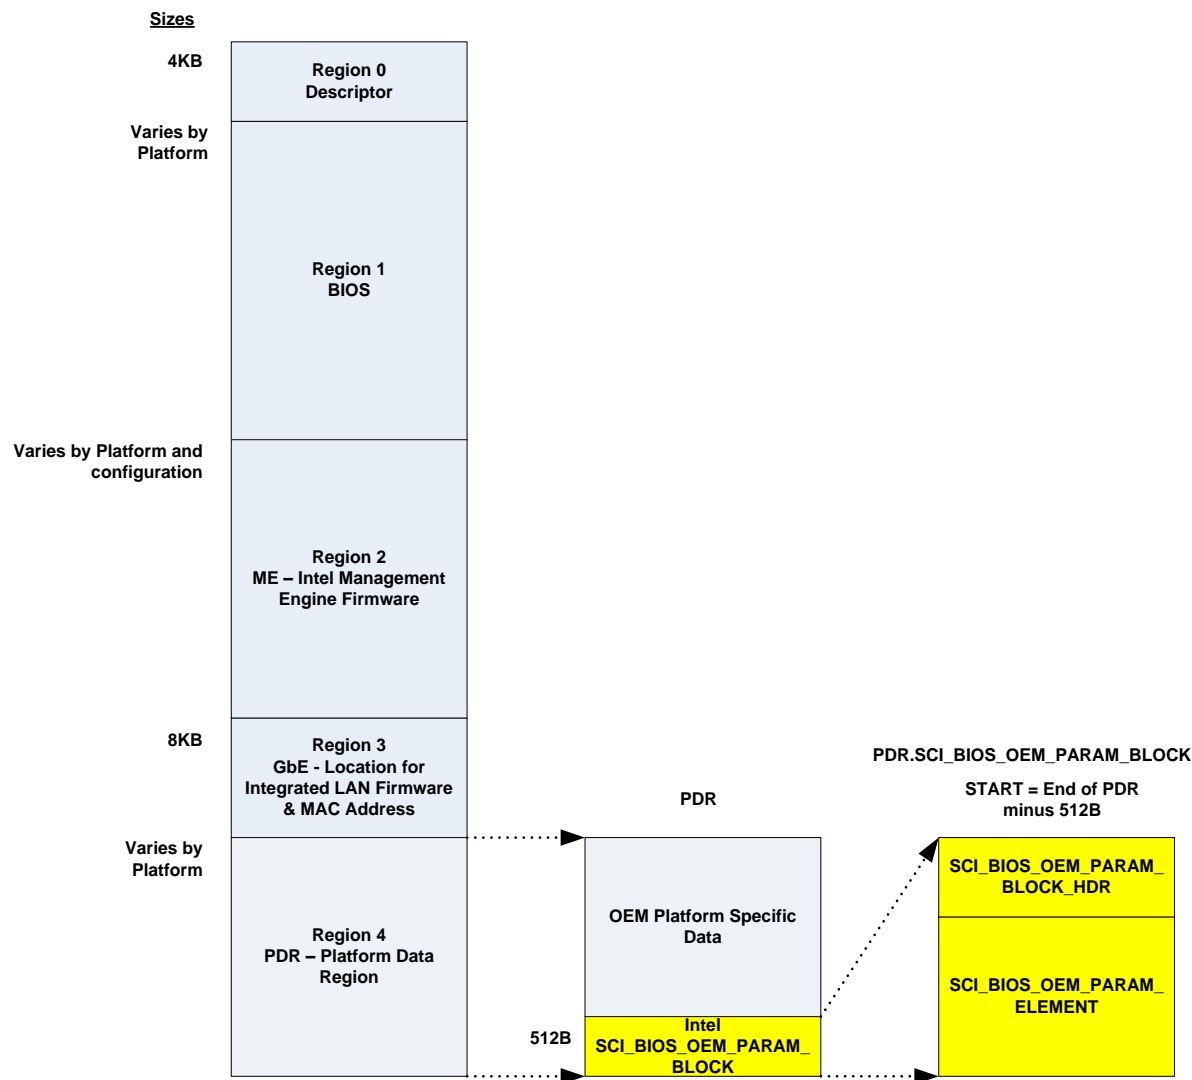 Sizes
4KB
Region 0
Descriptor
Varies by
Platform
Region 1
BIOS
Varies by Platform and
configuration
Region 2
ME – Intel Management
Engine Firmware
8KB
Region 3
GbE - Location for
Integrated LAN Firmware
& MAC Address
Varies by
Platform
Region 4
PDR – Platform Data
Region
PDR
OEM Platform Specific
Data
512B
Intel
SCI_BIOS_OEM_PARAM_
BLOCK
PDR.SCI_BIOS_OEM_PARAM_BLOCK
START = End of PDR
minus 512B
SCI_BIOS_OEM_PARAM_
BLOCK_HDR
SCI_BIOS_OEM_PARAM_
ELEMENT